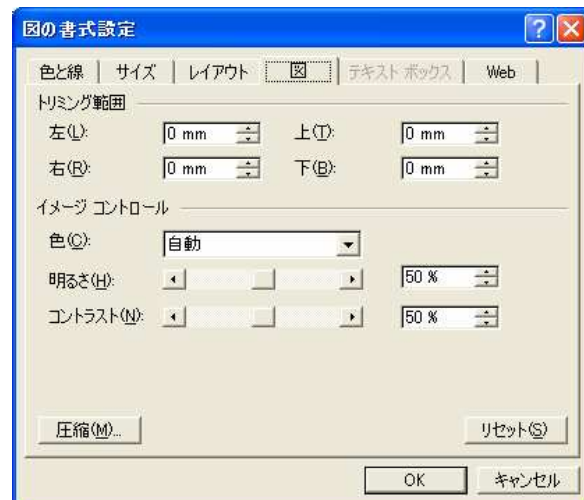 図の書式設定
色と線 サイズ レイアウト 図 テキスト ボックス Web
トリミング範囲
左(L): 0 mm 上(T): 0 mm
右(R): 0 mm 下(B): 0 mm
イメージ コントロール
色(C): 自動
明るさ(H): 50 %
コントラスト(N): 50 %
圧縮(M)... リセット(S)
OK キャンセル